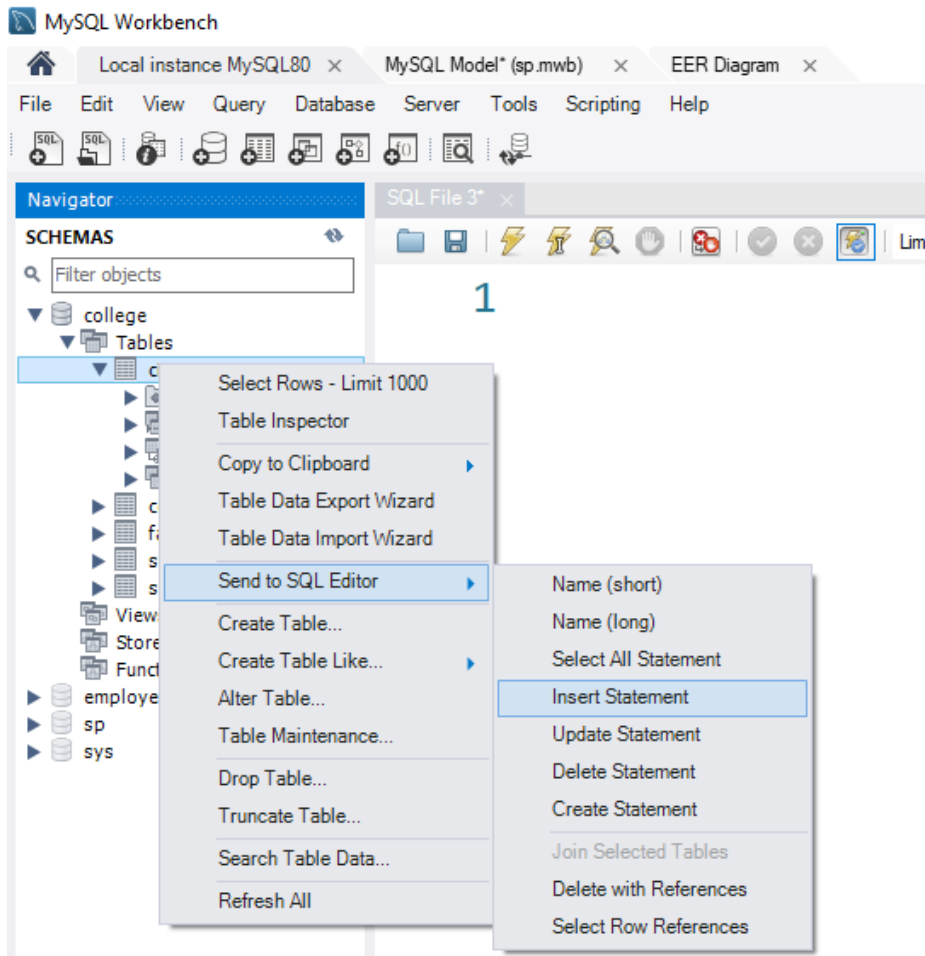 MySQL Workbench
Local instance MySQL80 × MySQL Model* (sp.mwb) × EER Diagram ×
File Edit View Query Database Server Tools Scripting Help
SQL SQL
Navigator SQL File 3* ×
SCHEMAS
Filter objects
Lim
1
college
Tables
c
c
fa
s
s
View
Store
Funct
employe
sp
sys
Select Rows - Limit 1000
Table Inspector
Copy to Clipboard
Table Data Export Wizard
Table Data Import Wizard
Send to SQL Editor
Create Table...
Create Table Like...
Alter Table...
Table Maintenance...
Drop Table...
Truncate Table...
Search Table Data...
Refresh All
Name (short)
Name (long)
Select All Statement
Insert Statement
Update Statement
Delete Statement
Create Statement
Join Selected Tables
Delete with References
Select Row References